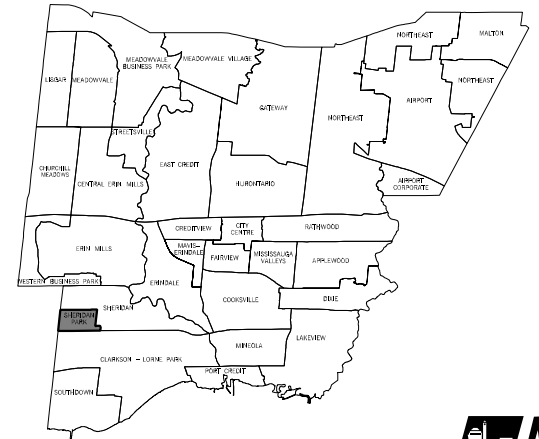 NORTHEAST
MALTON
MEADOWVALE
BUSINESS PARK
MEADOWVALE VILLAGE
LISGAR
MEADOWVALE
NORTHEAST
AIRPORT
GATEWAY
NORTHEAST
STREETSVILLE
EAST CREDIT
CHURCHILL
MEADOWS
CENTRAL ERIN MILLS
HURONTARIO
AIRPORT
CORPORATE
CREDITVIEW
CITY
CENTRE
RATHWOOD
ERIN MILLS
MAVIS-
ERINDALE
FAIRVIEW
MISSISSAUGA
VALLEYS
APPLEWOOD
WESTERN BUSINESS PARK
ERINDALE
COOKSVILLE
DIXIE
SHERIDAN
SHERIDAN
PARK
MINEOLA
LAKEVIEW
CLARKSON - LORNE PARK
PORT CREDIT
SOUTHDOWN